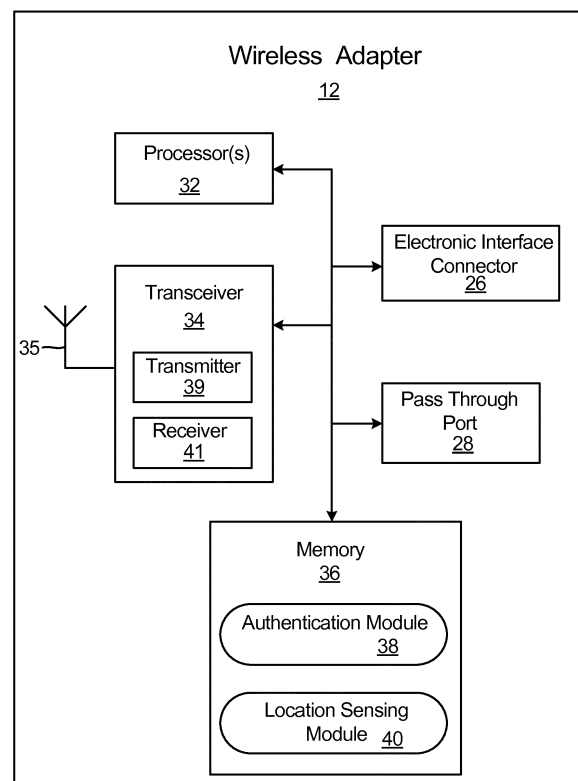 Wireless Adapter
12
Processor(s)
32
Electronic Interface
Connector
26
Transceiver
34
35
Transmitter
39
Receiver
41
Pass Through
Port
28
Memory
36
Authentication Module
38
Location Sensing
Module 40